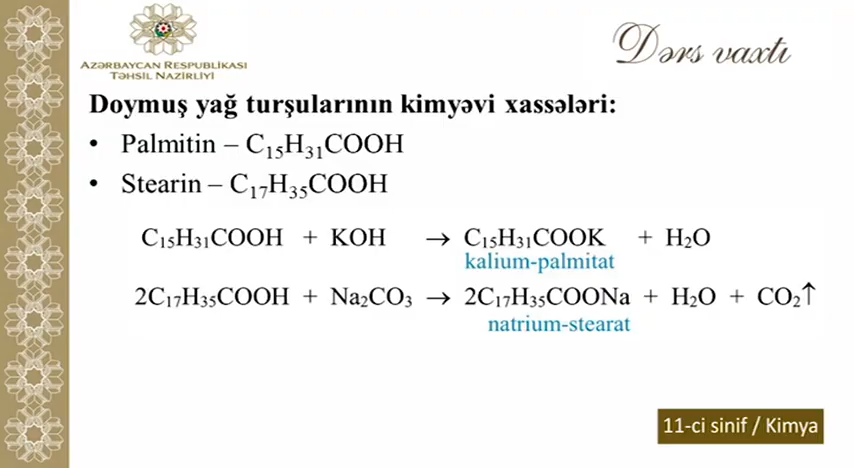 AZƏRBAYCAN RESPUBLİKASI
TƏHSİL NAZİRLİYİ
Dərs vaxtı
Doymuş yağ turşularının kimyəvi xassələri:
• Palmitin – C₁₅H₃₁COOH
• Stearin – C₁₇H₃₅COOH
C₁₅H₃₁COOH + KOH → C₁₅H₃₁COOK + H₂O
kalium-palmitat
2C₁₇H₃₅COOH + Na₂CO₃ → 2C₁₇H₃₅COONa + H₂O + CO₂↑
natrium-stearat
11-ci sinif / Kimya